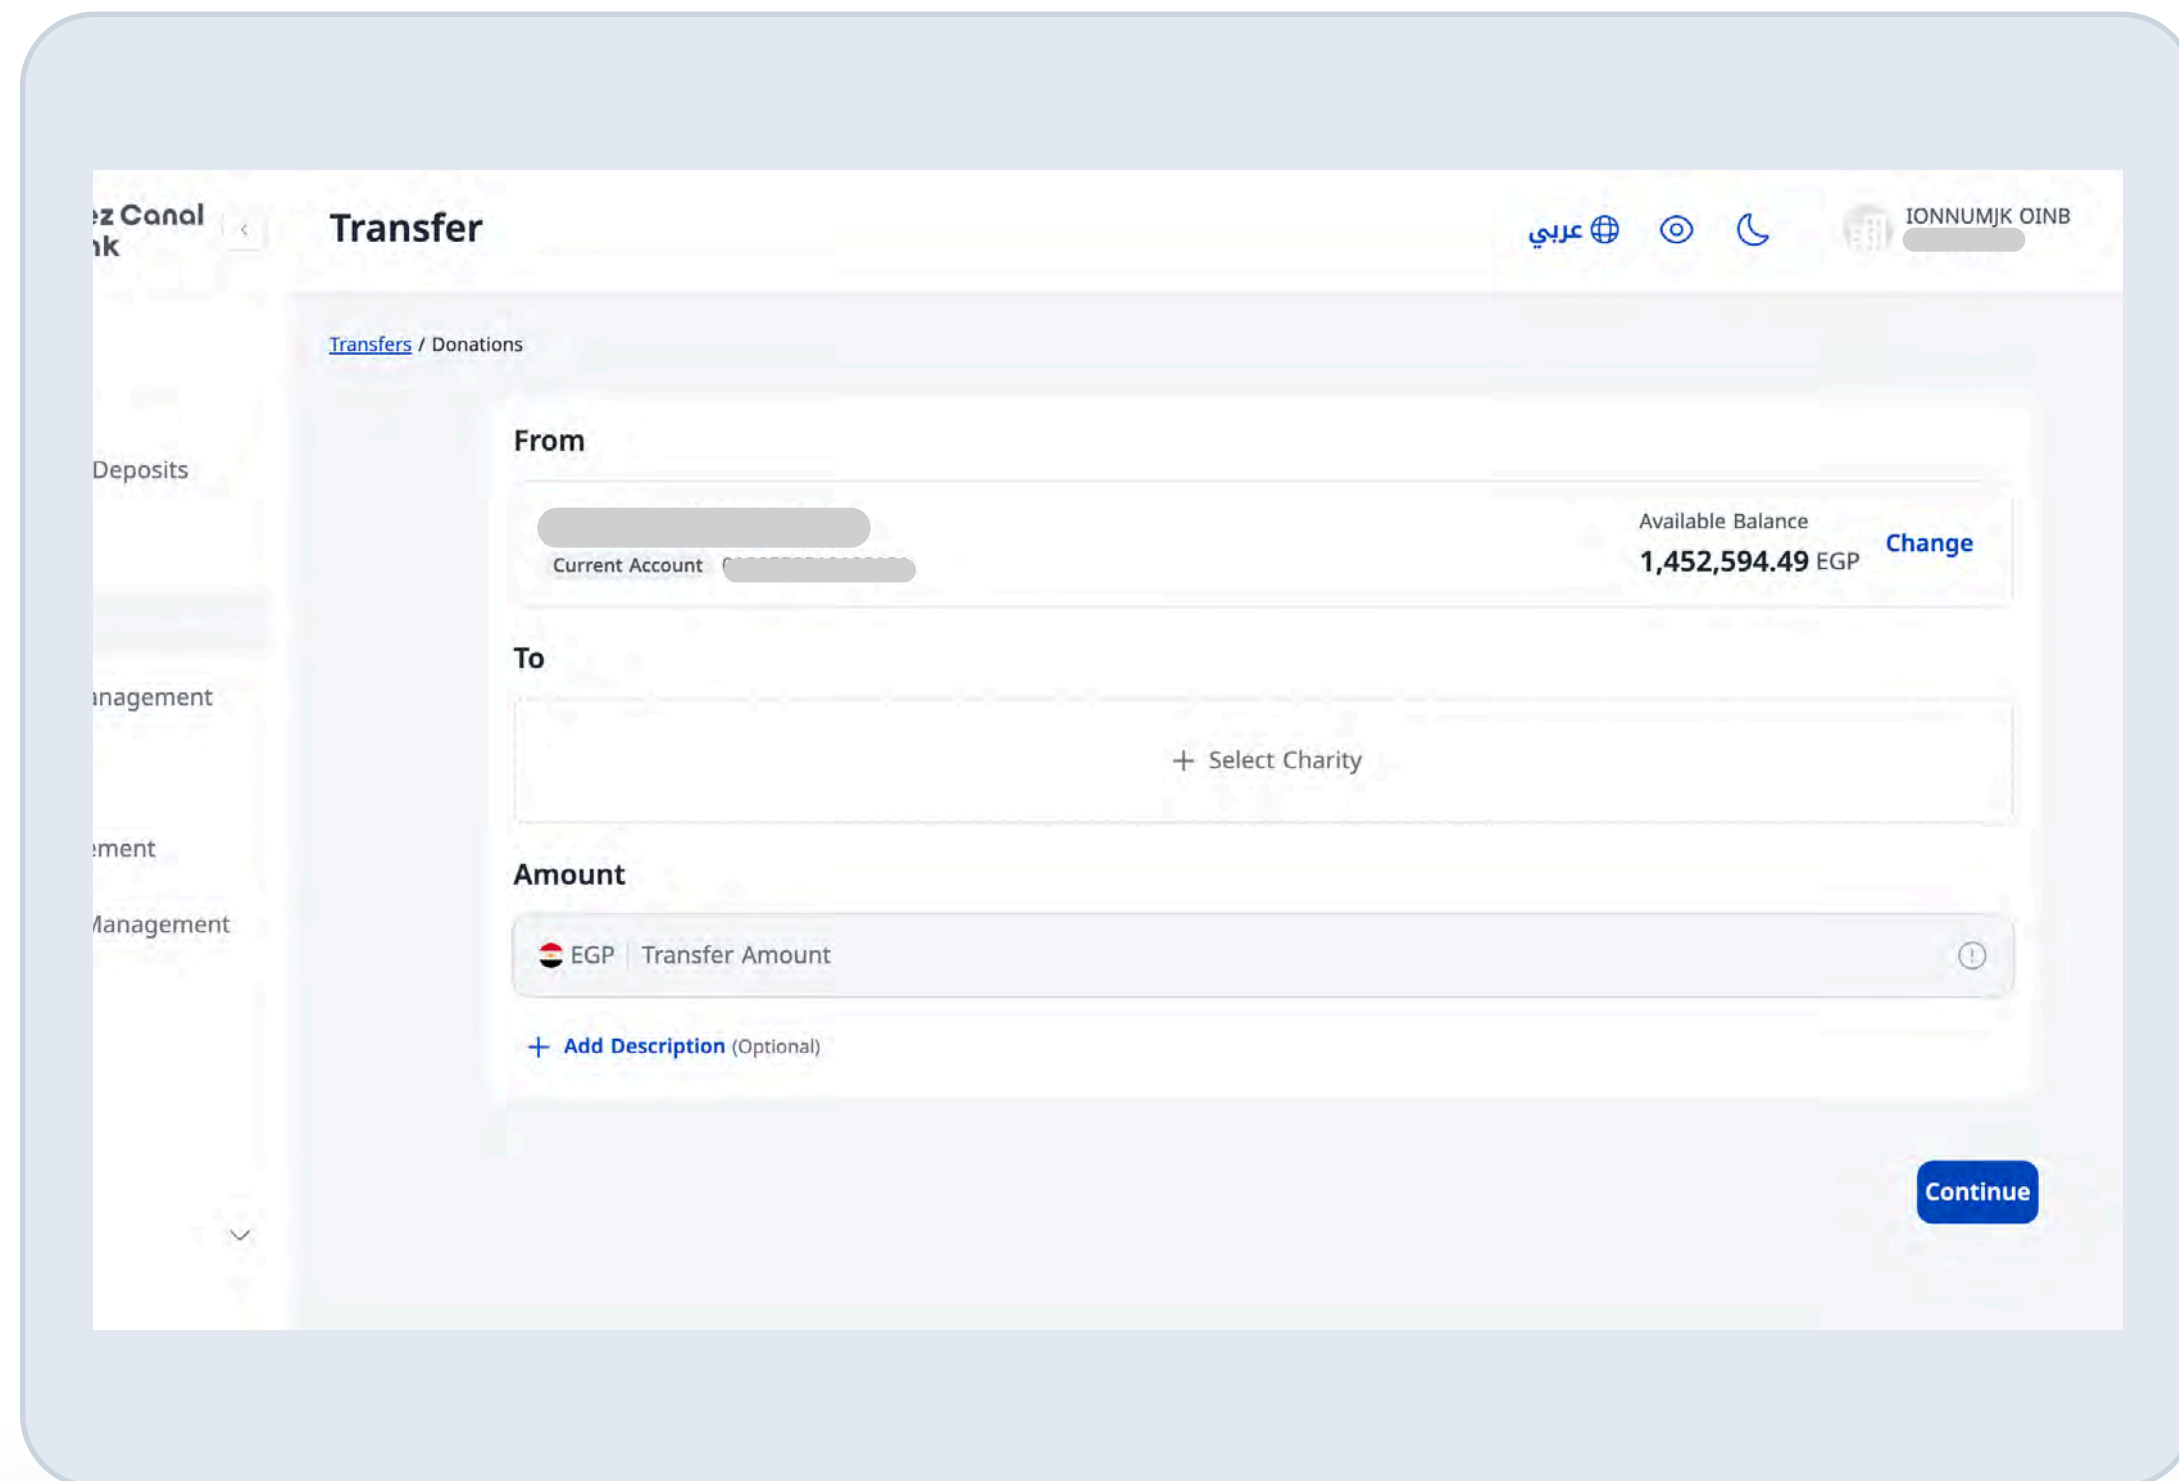 ez Canal
nk
Transfer
عربي
IONNUMJK OINB
Transfers / Donations
Deposits
anagement
ement
Management
From
Current Account
Available Balance
1,452,594.49 EGP
Change
To
+ Select Charity
Amount
EGP Transfer Amount
+ Add Description (Optional)
Continue